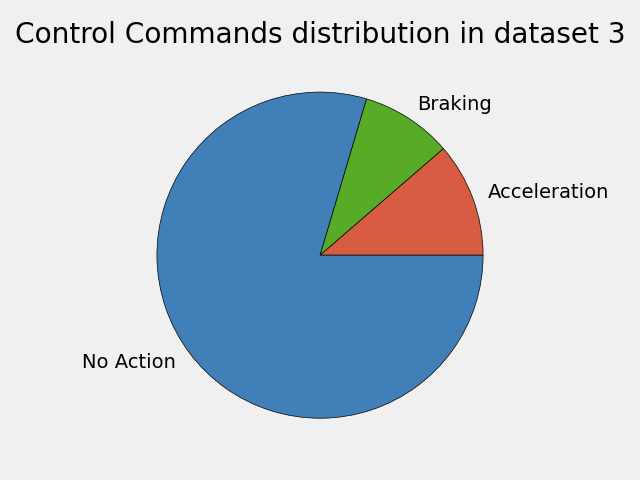 Control Commands distribution in dataset 3
Braking
Acceleration
No Action